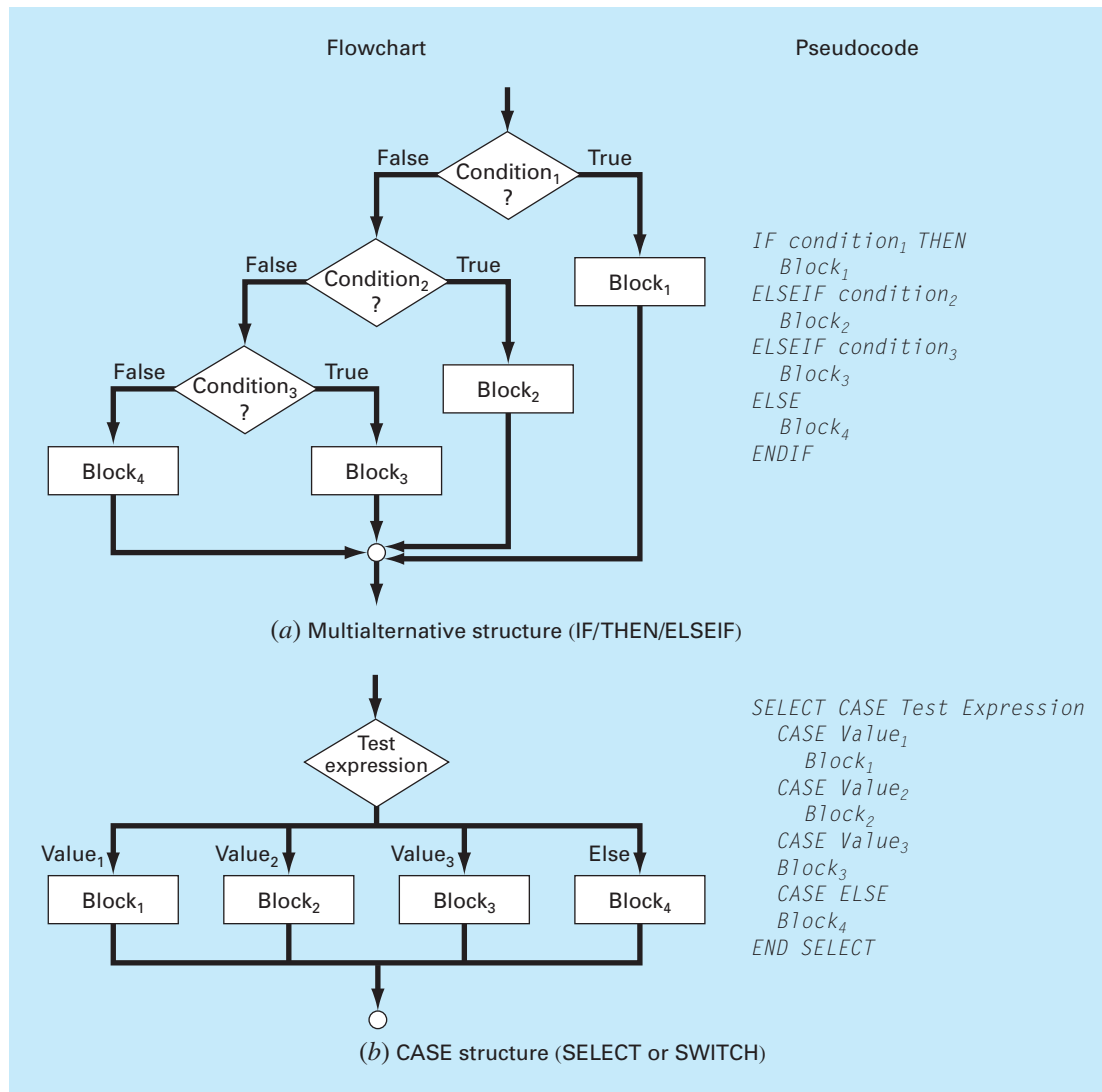 Flowchart
Pseudocode
False
Condition₁
?
True
False
Condition₂
?
True
Block₁
False
Condition₃
?
True
Block₂
Block₄
Block₃
IF condition₁ THEN
Block₁
ELSEIF condition₂
Block₂
ELSEIF condition₃
Block₃
ELSE
Block₄
ENDIF
(a) Multialternative structure (IF/THEN/ELSEIF)
Test
expression
Value₁
Value₂
Value₃
Else
Block₁
Block₂
Block₃
Block₄
SELECT CASE Test Expression
CASE Value₁
Block₁
CASE Value₂
Block₂
CASE Value₃
Block₃
CASE ELSE
Block₄
END SELECT
(b) CASE structure (SELECT or SWITCH)